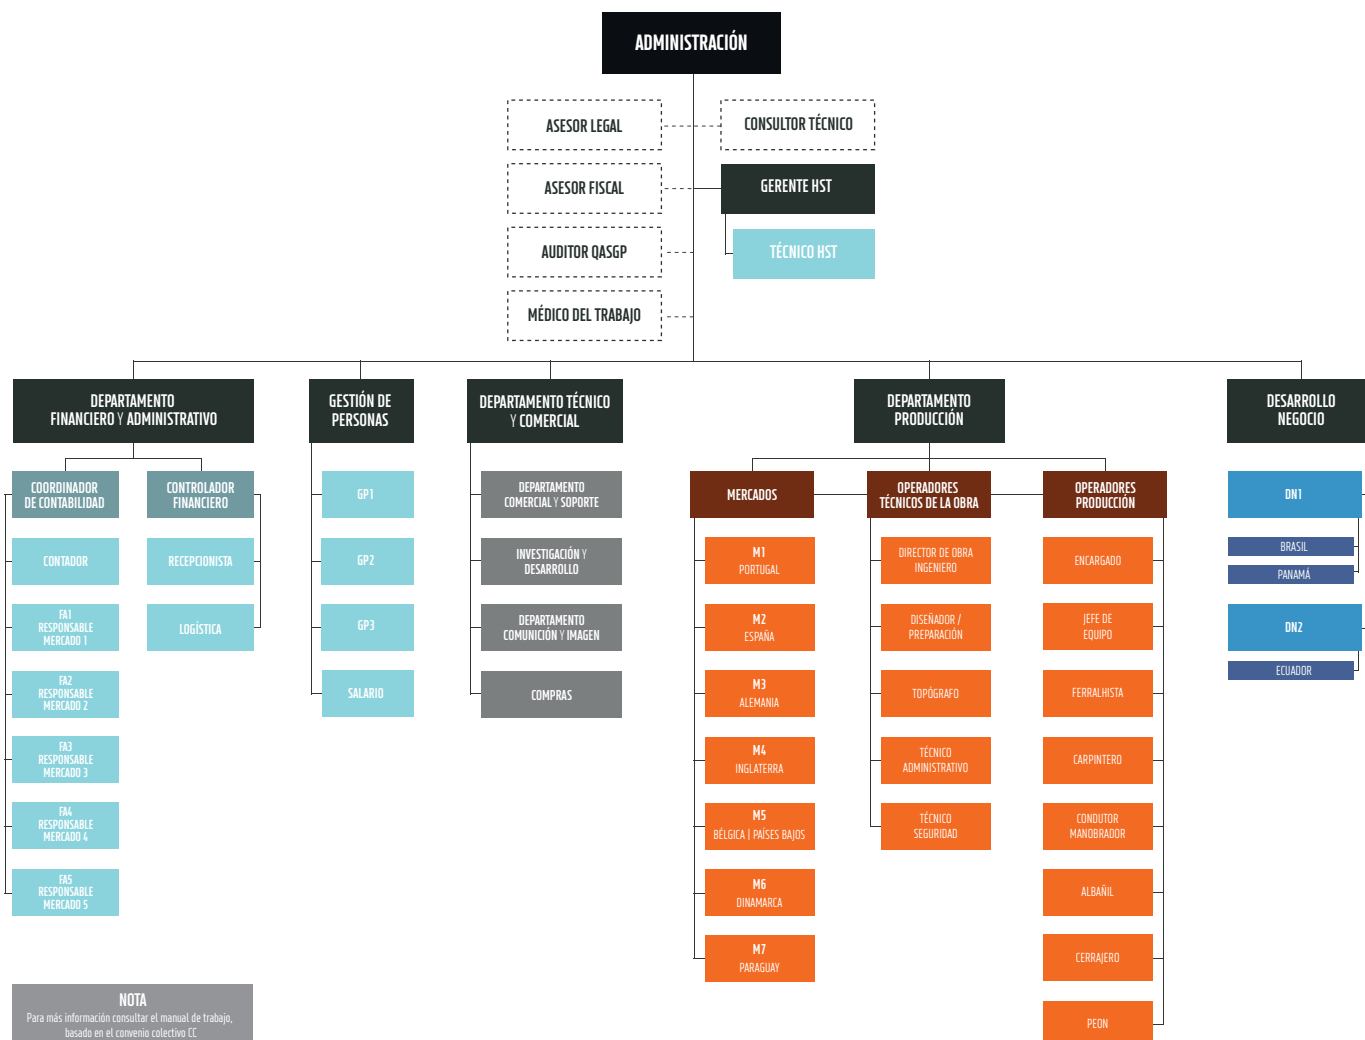 ADMINISTRACIÓN
ASESOR LEGAL
CONSULTOR TÉCNICO
ASESOR FISCAL
GERENTE HST
AUDITOR QASGP
TÉCNICO HST
MÉDICO DEL TRABAJO
DEPARTAMENTO
FINANCIERO Y ADMINISTRATIVO
GESTIÓN DE
PERSONAS
DEPARTAMENTO TÉCNICO
Y COMERCIAL
DEPARTAMENTO
PRODUCCIÓN
DESARROLLO
NEGOCIO
COORDINADOR
DE CONTABILIDAD
CONTADOR
FA1
RESPONSABLE
MERCADO 1
FA2
RESPONSABLE
MERCADO 2
FA3
RESPONSABLE
MERCADO 3
FA4
RESPONSABLE
MERCADO 4
FA5
RESPONSABLE
MERCADO 5
CONTROLADOR
FINANCIERO
RECEPCIONISTA
LOGÍSTICA
GP1
GP2
GP3
SALARIO
DEPARTAMENTO
COMERCIAL Y SOPORTE
INVESTIGACIÓN Y
DESARROLLO
DEPARTAMENTO
COMUNICIÓN Y IMAGEN
COMPRAS
MERCADOS
M1
PORTUGAL
M2
ESPAÑA
M3
ALEMANIA
M4
INGLATERRA
M5
BÉLGICA | PAÍSES BAJOS
M6
DINAMARCA
M7
PARAGUAY
OPERADORES
TÉCNICOS DE LA OBRA
DIRECTOR DE OBRA
INGENIERO
DISEÑADOR /
PREPARACIÓN
TOPÓGRAFO
TÉCNICO
ADMINISTRATIVO
TÉCNICO
SEGURIDAD
OPERADORES
PRODUCCIÓN
ENCARGADO
JEFE DE
EQUIPO
FERRALHISTA
CARPINTERO
CONDUTOR
MANOBRADOR
ALBAÑIL
CERRAJERO
PEON
DN1
BRASIL
PANAMÁ
DN2
ECUADOR
NOTA
Para más información consultar el manual de trabajo,
basado en el convenio colectivo CC